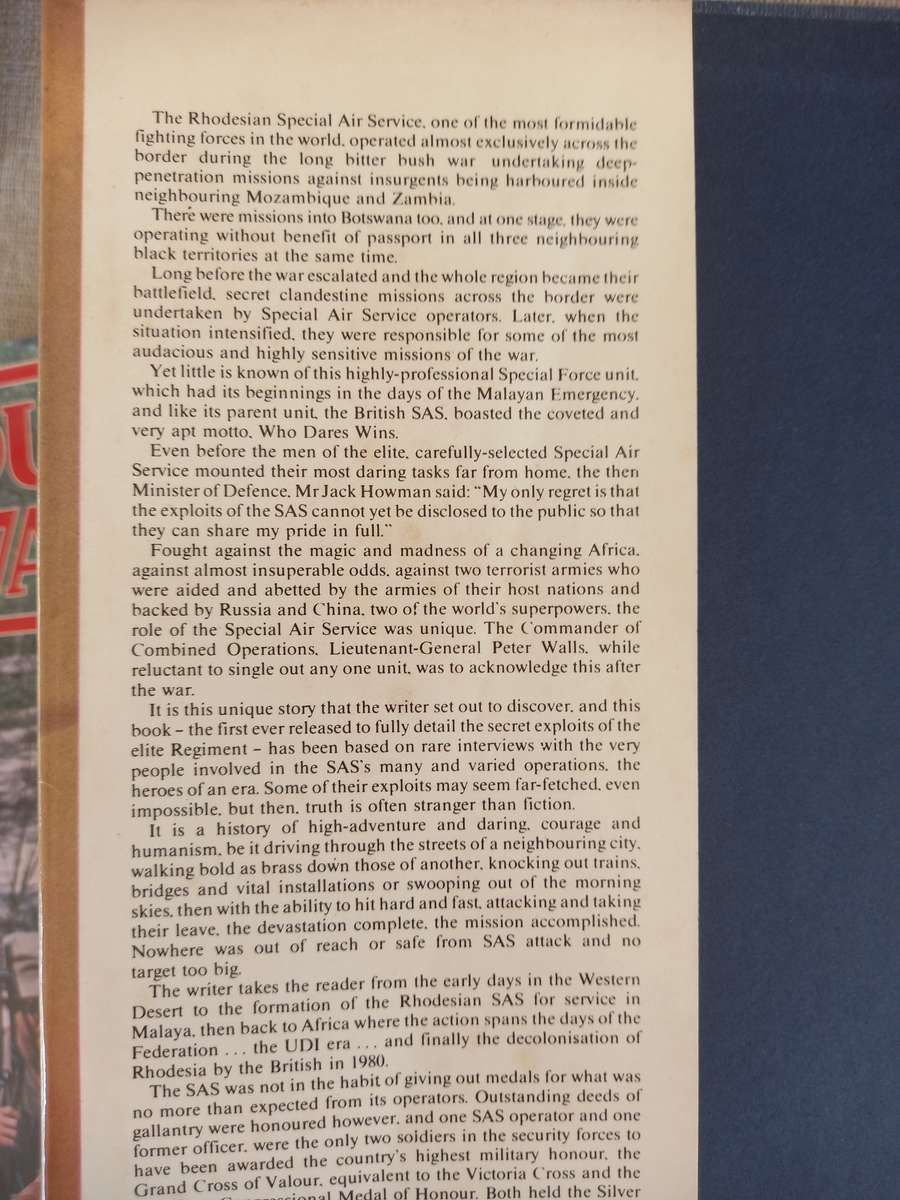 The Rhodesian Special Air Service, one of the most formidable
fighting forces in the world, operated almost exclusively across the
border during the long bitter bush war undertaking deep-
penetration missions against insurgents being harboured inside
neighbouring Mozambique and Zambia.
There were missions into Botswana too, and at one stage, they were
operating without benefit of passport in all three neighbouring
black territories at the same time.
Long before the war escalated and the whole region became their
battlefield, secret clandestine missions across the border were
undertaken by Special Air Service operators. Later, when the
situation intensified, they were responsible for some of the most
audacious and highly sensitive missions of the war.
Yet little is known of this highly-professional Special Force unit,
which had its beginnings in the days of the Malayan Emergency,
and like its parent unit, the British SAS, boasted the coveted and
very apt motto, Who Dares Wins.
Even before the men of the elite, carefully-selected Special Air
Service mounted their most daring tasks far from home, the then
Minister of Defence, Mr Jack Howman said: "My only regret is that
the exploits of the SAS cannot yet be disclosed to the public so that
they can share my pride in full."
Fought against the magic and madness of a changing Africa,
against almost insuperable odds, against two terrorist armies who
were aided and abetted by the armies of their host nations and
backed by Russia and China, two of the world's superpowers, the
role of the Special Air Service was unique. The Commander of
Combined Operations, Lieutenant-General Peter Walls, while
reluctant to single out any one unit, was to acknowledge this after
the war.
It is this unique story that the writer set out to discover, and this
book – the first ever released to fully detail the secret exploits of the
elite Regiment – has been based on rare interviews with the very
people involved in the SAS's many and varied operations, the
heroes of an era. Some of their exploits may seem far-fetched, even
impossible, but then, truth is often stranger than fiction.
It is a history of high-adventure and daring, courage and
humanism, be it driving through the streets of a neighbouring city,
walking bold as brass down those of another, knocking out trains,
bridges and vital installations or swooping out of the morning
skies, then with the ability to hit hard and fast, attacking and taking
their leave, the devastation complete, the mission accomplished.
Nowhere was out of reach or safe from SAS attack and no
target too big.
The writer takes the reader from the early days in the Western
Desert to the formation of the Rhodesian SAS for service in
Malaya, then back to Africa where the action spans the days of the
Federation . . . the UDI era . . . and finally the decolonisation of
Rhodesia by the British in 1980.
The SAS was not in the habit of giving out medals for what was
no more than expected from its operators. Outstanding deeds of
gallantry were honoured however, and one SAS operator and one
former officer, were the only two soldiers in the security forces to
have been awarded the country's highest military honour, the
Grand Cross of Valour, equivalent to the Victoria Cross and the
Medal of Honour. Both held the Silver